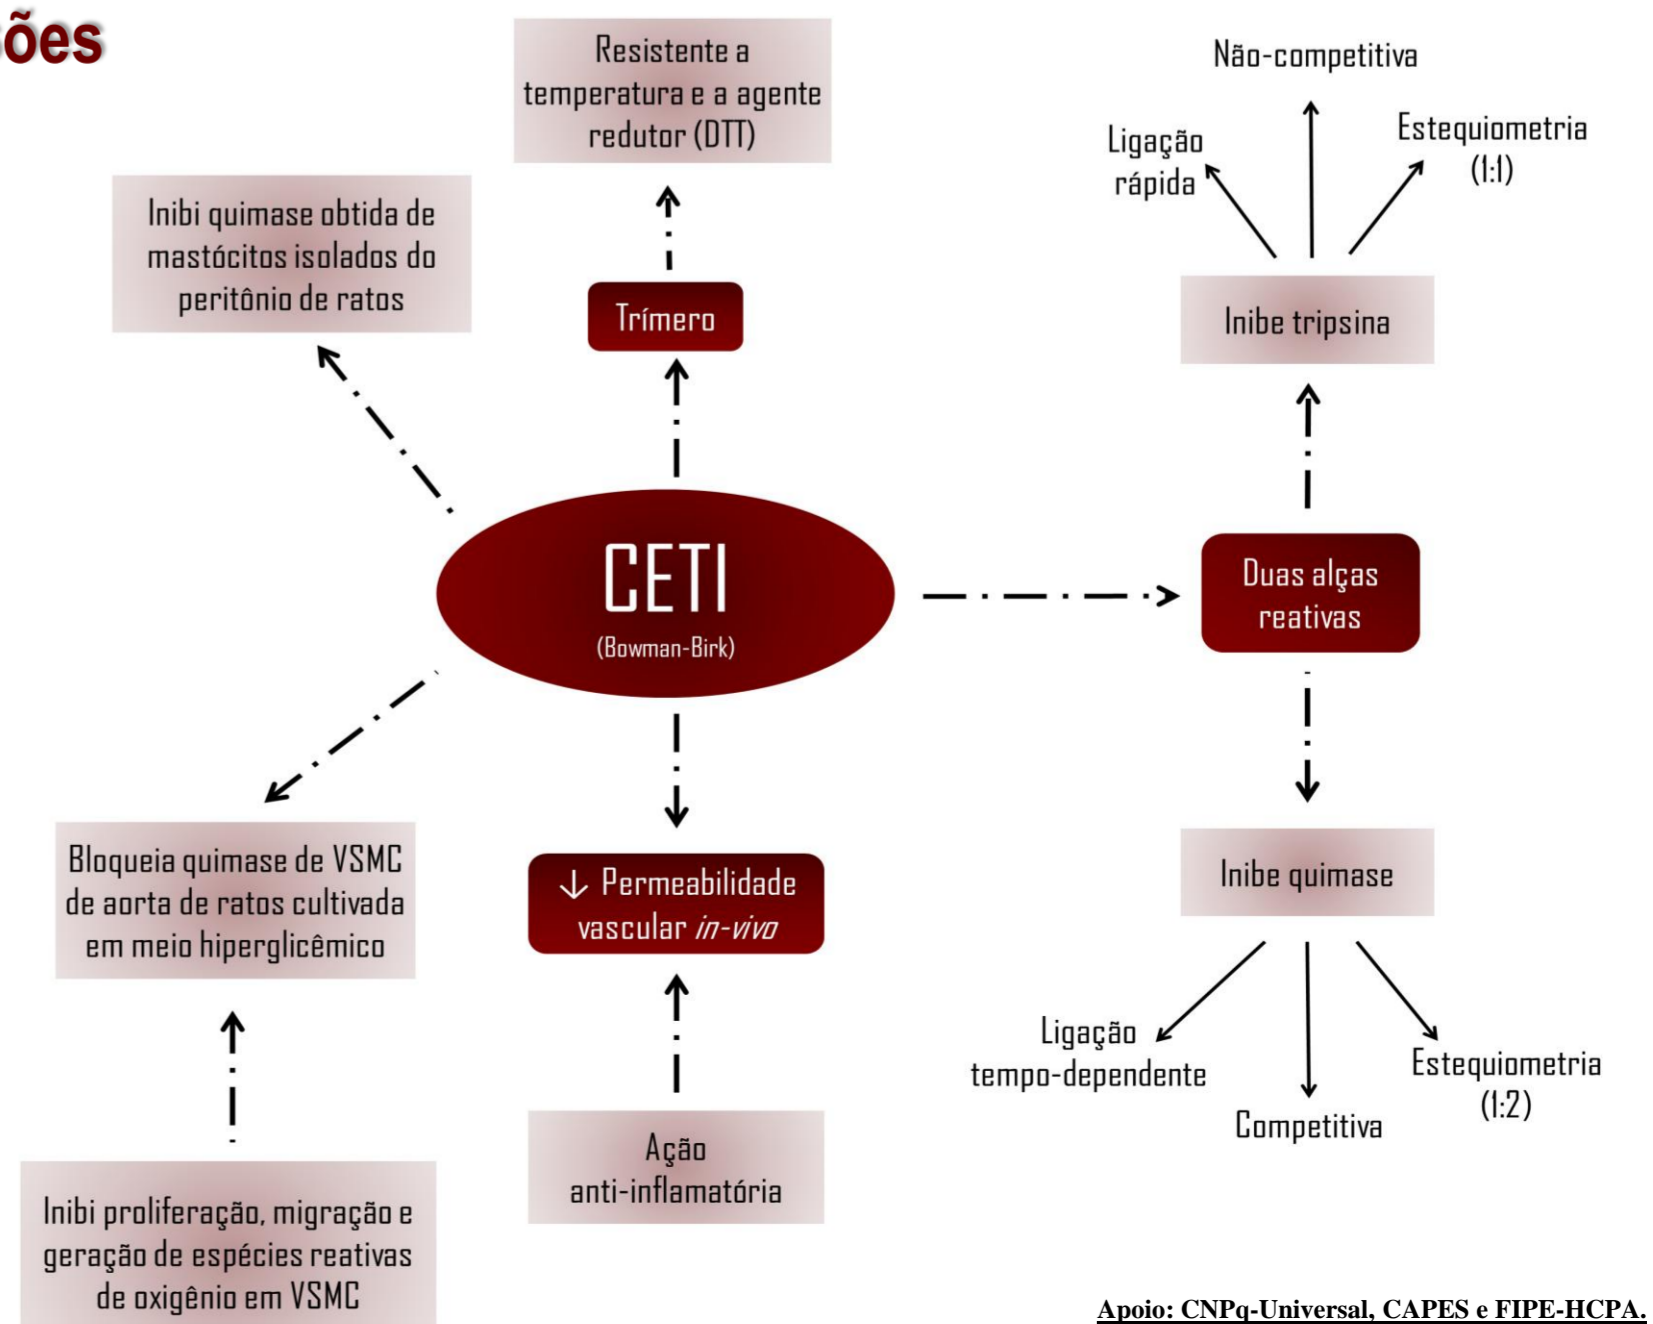 ões
Resistente a
temperatura e a agente
redutor (DTT)
Inibi quimase obtida de
mastócitos isolados do
peritônio de ratos
Trímero
Não-competitiva
Ligação
rápida
Estequiometria
(1:1)
Inibe tripsina
CETI
(Bowman-Birk)
Duas alças
reativas
Bloqueia quimase de VSMC
de aorta de ratos cultivada
em meio hiperglicêmico
↓ Permeabilidade
vascular in-vivo
Inibe quimase
Ligação
tempo-dependente
Competitiva
Estequiometria
(1:2)
Ação
anti-inflamatória
Inibi proliferação, migração e
geração de espécies reativas
de oxigênio em VSMC
Apoio: CNPq-Universal, CAPES e FIPE-HCPA.